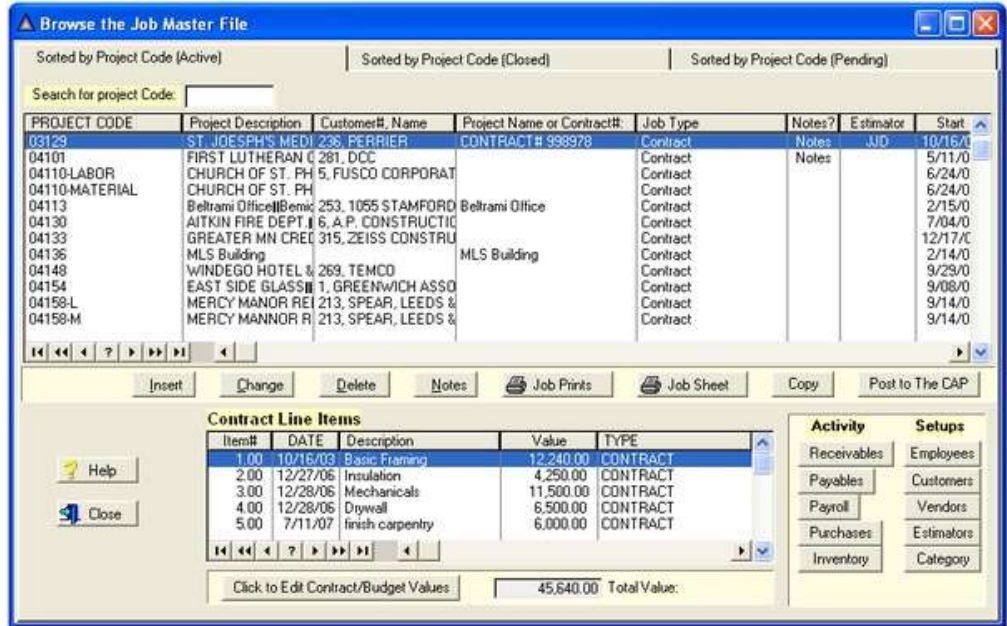 Browse the Job Master File
Sorted by Project Code (Active) Sorted by Project Code (Closed) Sorted by Project Code (Pending)
Search for project Code:
PROJECT CODE Project Description Customer#, Name Project Name or Contract#: Job Type Notes? Estimator Start
03129 ST. JOESPH'S MEDI 236, PERRIER CONTRACT# 998978 Contract Notes JJD 10/16/0
04101 FIRST LUTHERAN C 281, DCC Contract Notes 5/11/0
04110-LABOR CHURCH OF ST. PH 5, FUSCO CORPORAT Contract 6/24/0
04110-MATERIAL CHURCH OF ST. PH Contract 6/24/0
04113 Beltrami Office||Bemic 253, 1055 STAMFORD Beltrami Office Contract 2/15/0
04130 AITKIN FIRE DEPT. 6, A.P. CONSTRUCTIC Contract 7/04/0
04133 GREATER MN CRED 315, ZEISS CONSTRU Contract 12/17/0
04136 MLS Building MLS Building Contract 2/14/0
04148 WINDEGO HOTEL & 269, TEMCO Contract 9/29/0
04154 EAST SIDE GLASS|| 1, GREENWICH ASSO Contract 9/08/0
04158-L MERCY MANOR REI 213, SPEAR, LEEDS & Contract 9/14/0
04158-M MERCY MANNOR R 213, SPEAR, LEEDS & Contract 9/14/0
?
Insert Change Delete Notes Job Prints Job Sheet Copy Post to The CAP
Contract Line Items
Item# DATE Description Value TYPE
1.00 10/16/03 Basic Framing 12,240.00 CONTRACT
2.00 12/27/06 Insulation 4,250.00 CONTRACT
3.00 12/28/06 Mechanicals 11,500.00 CONTRACT
4.00 12/28/06 Drywall 6,500.00 CONTRACT
5.00 7/11/07 finish carpentry 6,000.00 CONTRACT
?
Click to Edit Contract/Budget Values 45,640.00 Total Value:
? Help
Close
Activity Setups
Receivables Employees
Payables Customers
Payroll Vendors
Purchases Estimators
Inventory Category